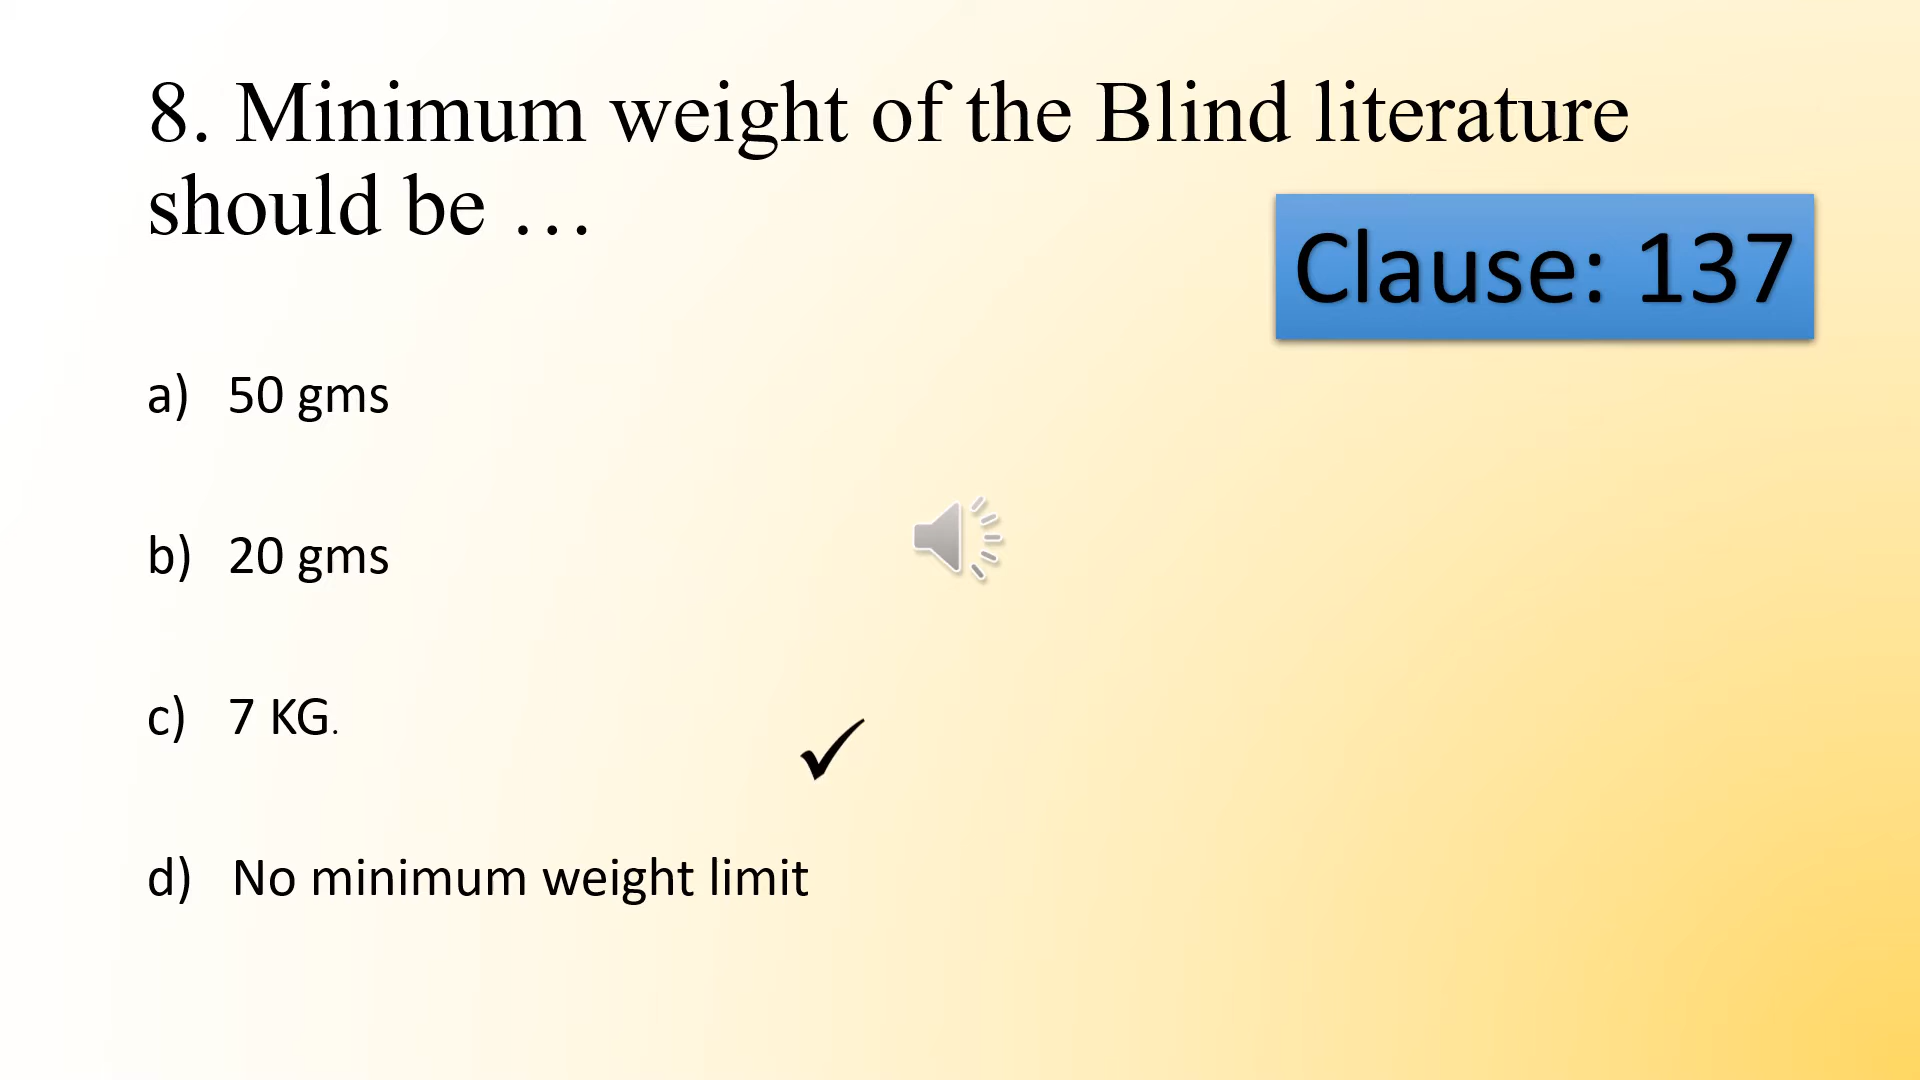 8. Minimum weight of the Blind literature
should be …
Clause: 137
a) 50 gms
b) 20 gms
c) 7 KG.
d) No minimum weight limit